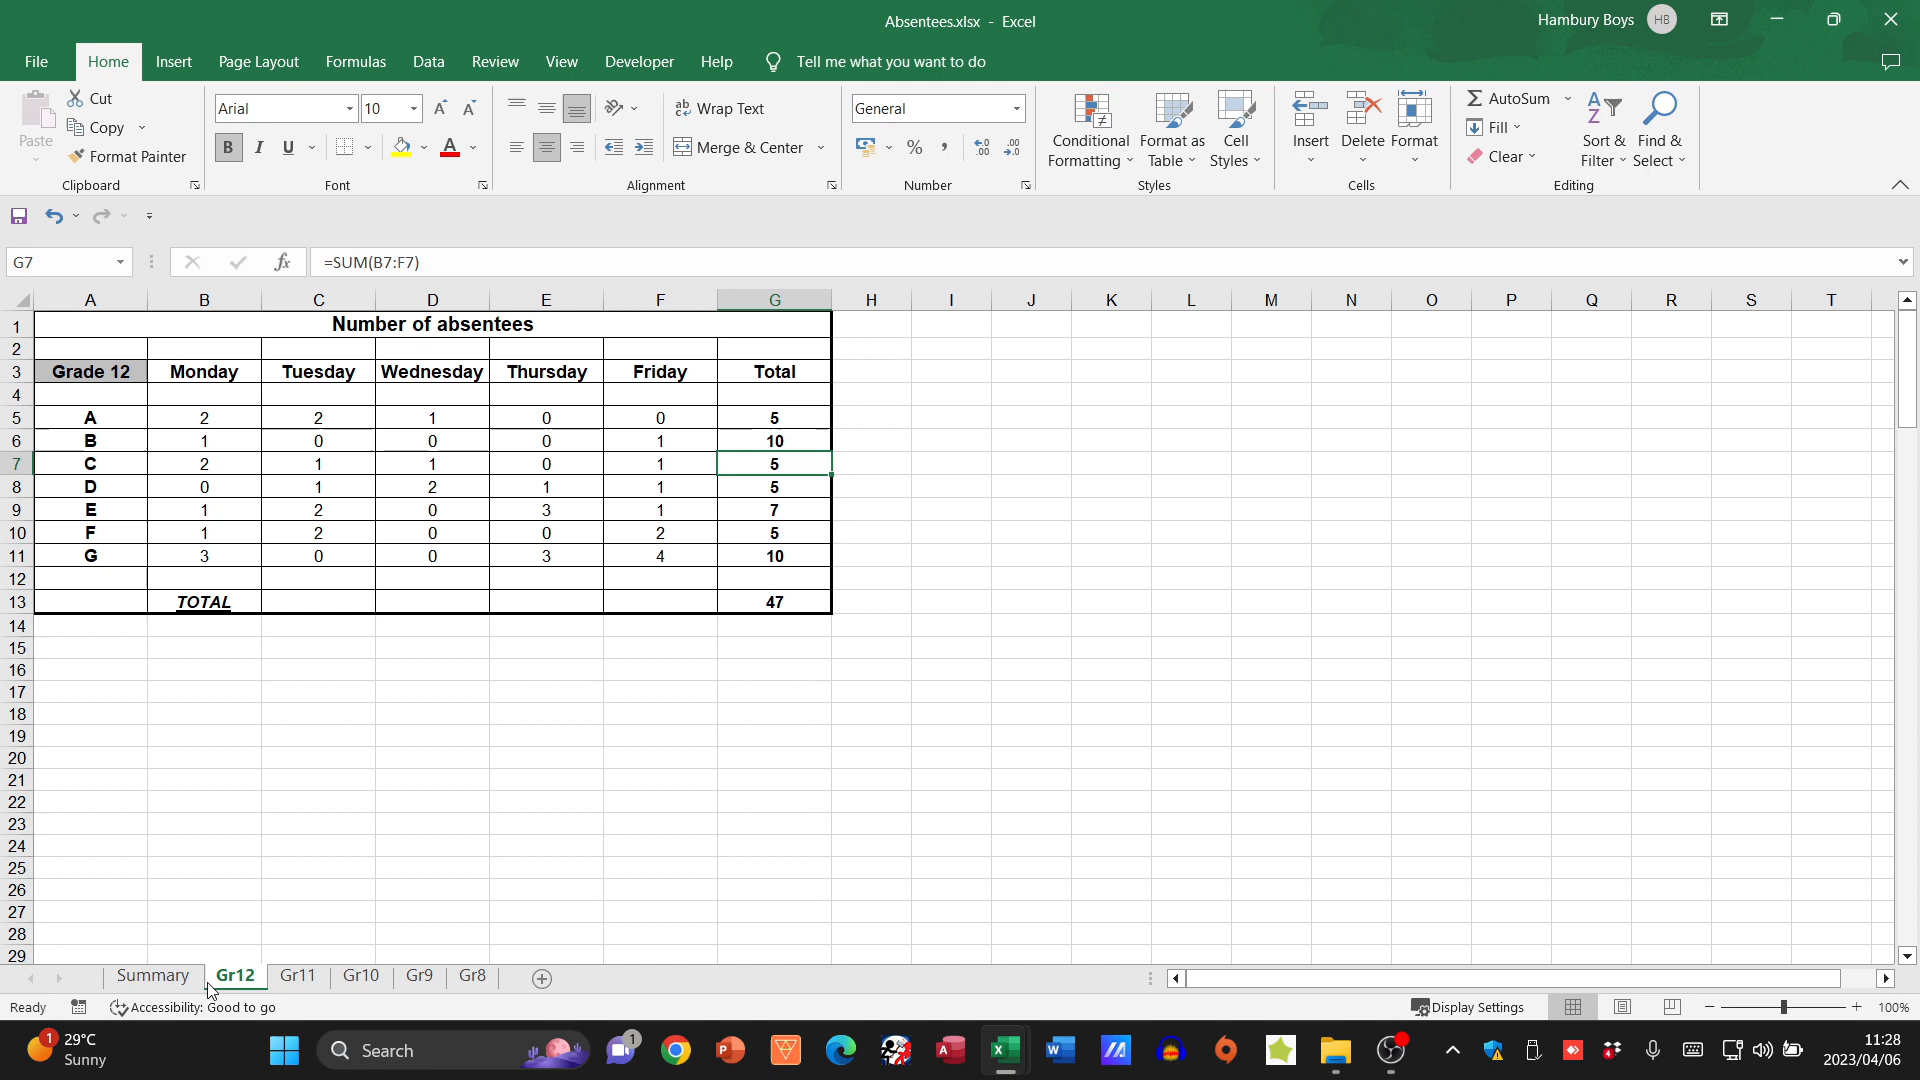 Absentees.xlsx - Excel
Hambury Boys HB
File Home Insert Page Layout Formulas Data Review View Developer Help Tell me what you want to do
Paste
Cut
Copy
Format Painter
Clipboard
Arial 10
A A
B I U A
Font
ab Wrap Text
Merge & Center
Alignment
General
% , .00
Number
Conditional Formatting
Format as Table
Cell Styles
Styles
Insert Delete Format
Cells
AutoSum
Fill
Clear
Sort & Filter
Find & Select
Editing
G7 fx =SUM(B7:F7)
A B C D E F G H I J K L M N O P Q R S T
1 Number of absentees
2
3 Grade 12 Monday Tuesday Wednesday Thursday Friday Total
4
5 A 2 2 1 0 0 5
6 B 1 0 0 0 1 10
7 C 2 1 1 0 1 5
8 D 0 1 2 1 1 5
9 E 1 2 0 3 1 7
10 F 1 2 0 0 2 5
11 G 3 0 0 3 4 10
12
13 TOTAL 47
14
15
16
17
18
19
20
21
22
23
24
25
26
27
28
29
Summary Gr12 Gr11 Gr10 Gr9 Gr8
Ready Accessibility: Good to go Display Settings 100%
1 29°C
Sunny
Search
1
4
11:28
2023/04/06